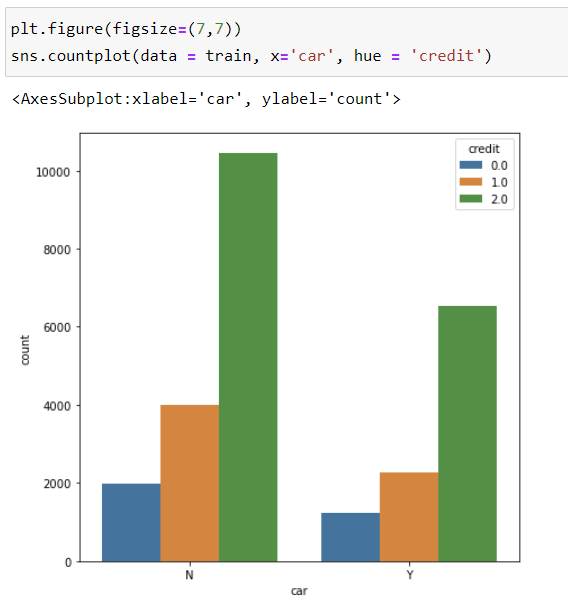 plt.figure(figsize=(7,7))
sns.countplot(data = train, x='car', hue = 'credit')
<AxesSubplot:xlabel='car', ylabel='count'>
credit
0.0
1.0
2.0
10000
8000
6000
4000
2000
0
count
N
Y
car